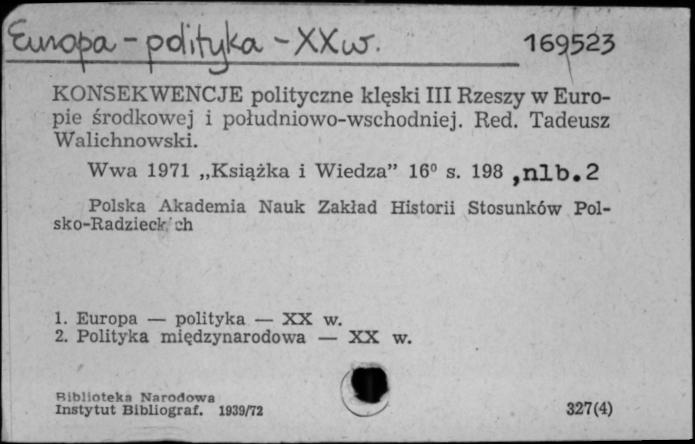 Europa - polityka - XX w.
169523
KONSEKWENCJE polityczne klęski III Rzeszy w Euro-
pie środkowej i południowo-wschodniej. Red. Tadeusz
Walichnowski.
Wwa 1971 „Książka i Wiedza” 16⁰ s. 198 ,nlb.2
Polska Akademia Nauk Zakład Historii Stosunków Pol-
sko-Radzieckich
1. Europa — polityka — XX w.
2. Polityka międzynarodowa — XX w.
Biblioteka Narodowa
Instytut Bibliograf. 1939/72
327(4)